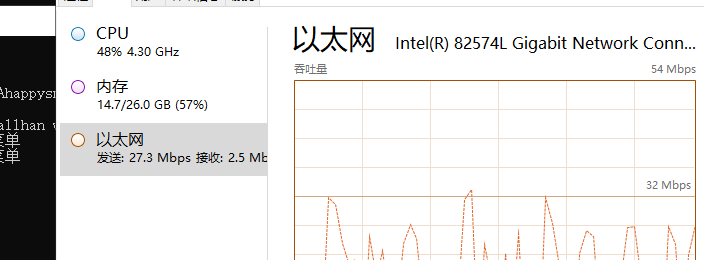 CPU
48% 4.30 GHz
内存
14.7/26.0 GB (57%)
以太网
发送: 27.3 Mbps 接收: 2.5 Mb
以太网
Intel(R) 82574L Gigabit Network Conn...
吞吐量
54 Mbps
32 Mbps
Ahappysn
allhan
菜单
菜单